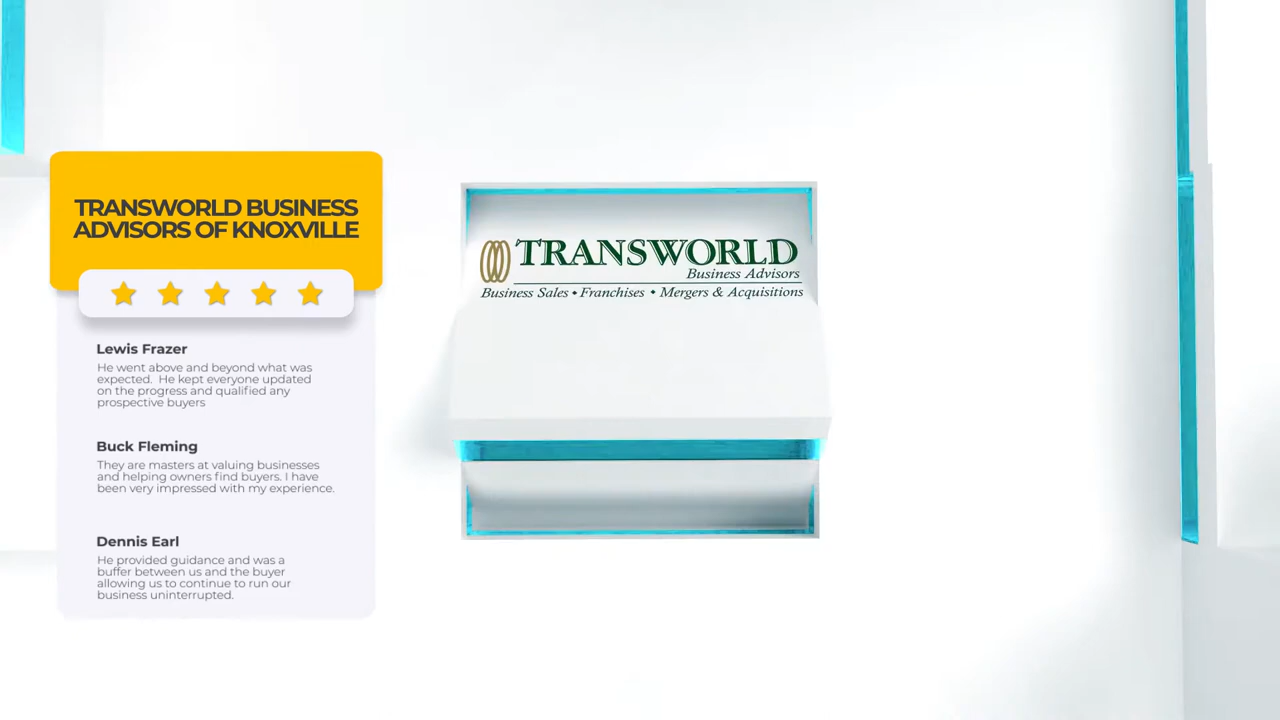 TRANSWORLD BUSINESS
ADVISORS OF KNOXVILLE
Lewis Frazer
He went above and beyond what was
expected.  He kept everyone updated
on the progress and qualified any
prospective buyers
Buck Fleming
They are masters at valuing businesses
and helping owners find buyers. I have
been very impressed with my experience.
Dennis Earl
He provided guidance and was a
buffer between us and the buyer
allowing us to continue to run our
business uninterrupted.
TRANSWORLD
Business Advisors
Business Sales • Franchises • Mergers & Acquisitions